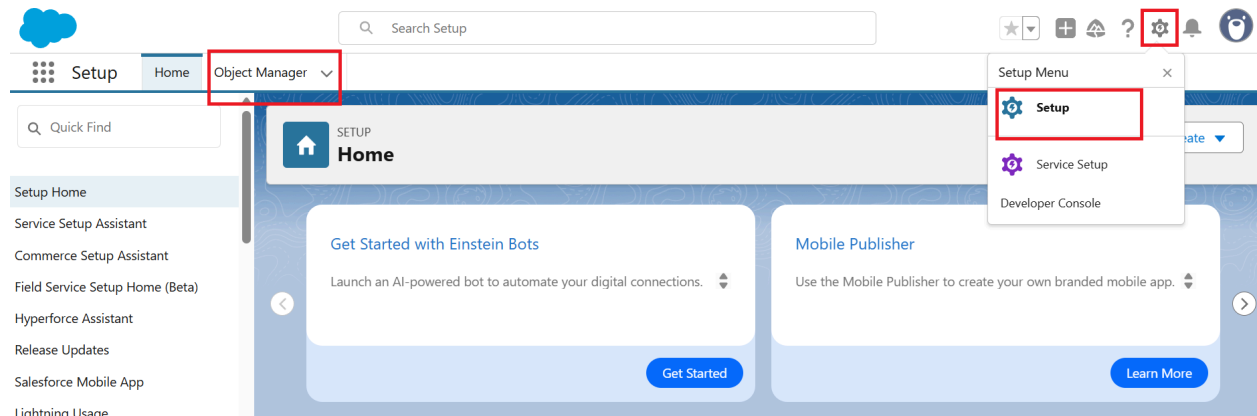 Search Setup
Setup
Home
Object Manager
Setup Menu
Setup
Service Setup
Developer Console
Quick Find
Setup Home
Service Setup Assistant
Commerce Setup Assistant
Field Service Setup Home (Beta)
Hyperforce Assistant
Release Updates
Salesforce Mobile App
Lightning Usage
SETUP
Home
eate
Get Started with Einstein Bots
Launch an AI-powered bot to automate your digital connections.
Get Started
Mobile Publisher
Use the Mobile Publisher to create your own branded mobile app.
Learn More